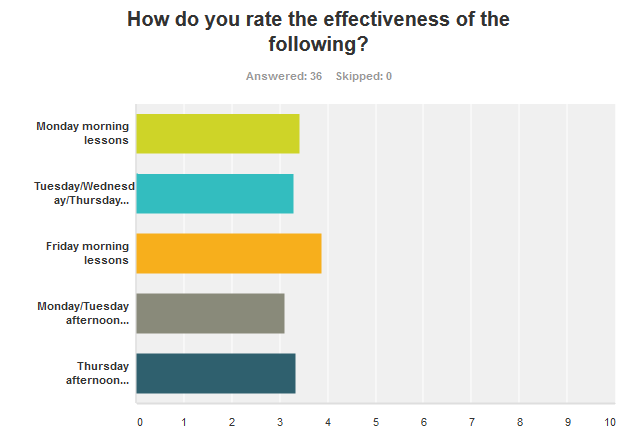 How do you rate the effectiveness of the
following?
Answered: 36 Skipped: 0
Monday morning
lessons
Tuesday/Wednesd
ay/Thursday...
Friday morning
lessons
Monday/Tuesday
afternoon...
Thursday
afternoon...
0 1 2 3 4 5 6 7 8 9 10